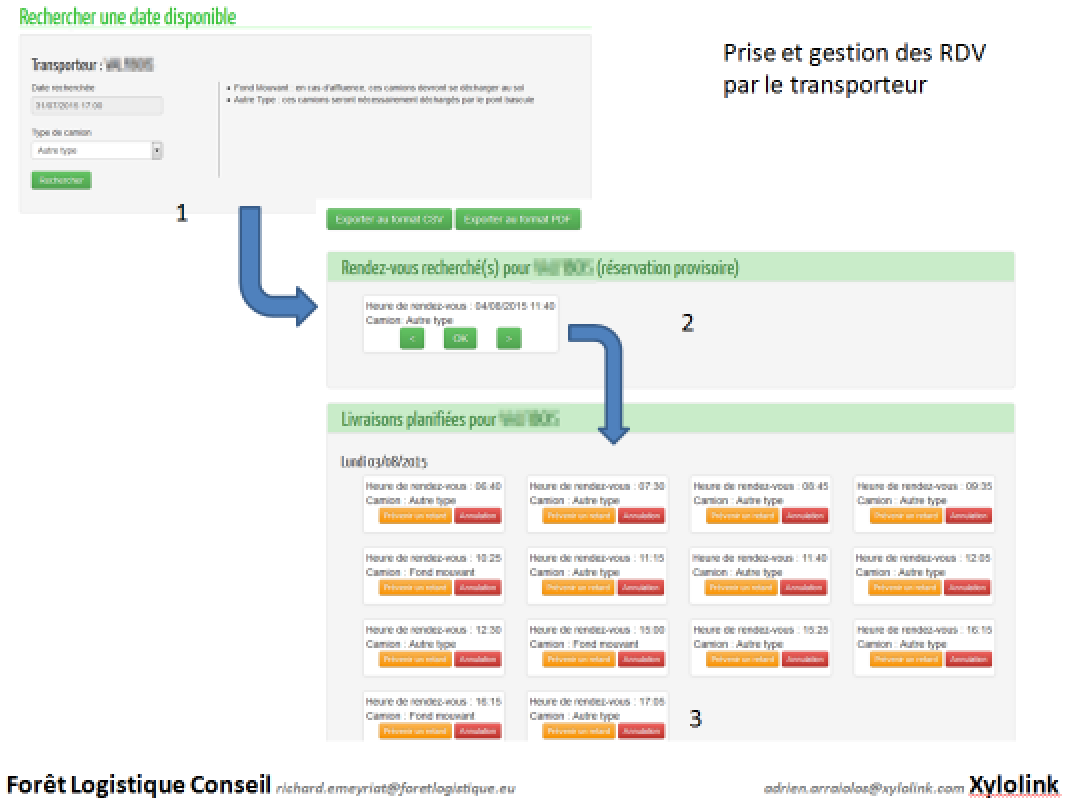 Rechercher une date disponible
Prise et gestion des RDV
par le transporteur
Transporteur :
Date recherchée
31/07/2015 17:00
Type de camion
Autre type
Rechercher
• Fond Mouvant : en cas d'affluence, ces camions devront se décharger au sol
• Autre Type : ces camions seront nécessairement déchargés par le pont bascule
1
Exporter au format CSV Exporter au format PDF
Rendez-vous recherché(s) pour (réservation provisoire)
Heure de rendez-vous : 04/08/2015 11:40
Camion: Autre type
< OK >
2
Livraisons planifiées pour
Lundi 03/08/2015
Heure de rendez-vous : 06:40
Camion : Autre type
Prévenir un retard Annulation
Heure de rendez-vous : 07:30
Camion : Autre type
Prévenir un retard Annulation
Heure de rendez-vous : 08:45
Camion : Autre type
Prévenir un retard Annulation
Heure de rendez-vous : 09:35
Camion : Autre type
Prévenir un retard Annulation
Heure de rendez-vous : 10:25
Camion : Fond mouvant
Prévenir un retard Annulation
Heure de rendez-vous : 11:15
Camion : Autre type
Prévenir un retard Annulation
Heure de rendez-vous : 11:40
Camion : Autre type
Prévenir un retard Annulation
Heure de rendez-vous : 12:05
Camion : Autre type
Prévenir un retard Annulation
Heure de rendez-vous : 12:30
Camion : Autre type
Prévenir un retard Annulation
Heure de rendez-vous : 15:00
Camion : Fond mouvant
Prévenir un retard Annulation
Heure de rendez-vous : 15:25
Camion : Autre type
Prévenir un retard Annulation
Heure de rendez-vous : 16:15
Camion : Autre type
Prévenir un retard Annulation
Heure de rendez-vous : 16:15
Camion : Fond mouvant
Prévenir un retard Annulation
Heure de rendez-vous : 17:05
Camion : Autre type
Prévenir un retard Annulation
3
Forêt Logistique Conseil richard.emeyriat@foretlogistique.eu
adrien.arraiolos@xylolink.com Xylolink